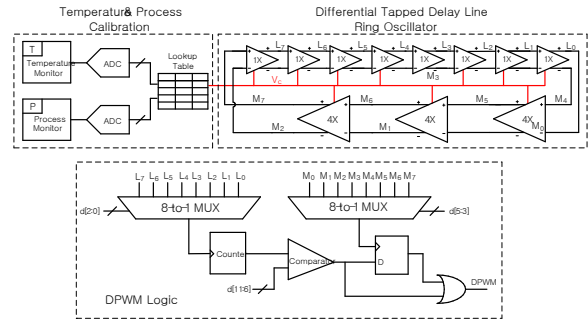 Temperature& Process
Calibration
Differential Tapped Delay Line
Ring Oscillator
T
Temperature
Monitor
ADC
Lookup
Table
P
Process
Monitor
ADC
L7 L6 L5 L4 L3 L2 L1 L0
1X 1X 1X 1X 1X 1X 1X
Vc
M3
M7 M6 M5 M4
4X 4X 4X
M2 M1 M0
L7 L6 L5 L4 L3 L2 L1 L0
M0 M1 M2 M3 M4 M5 M6 M7
d[2:0]
8-to-1 MUX
8-to-1 MUX
d[5:3]
Counte
Comparator
D
d[11:6]
DPWM
DPWM Logic